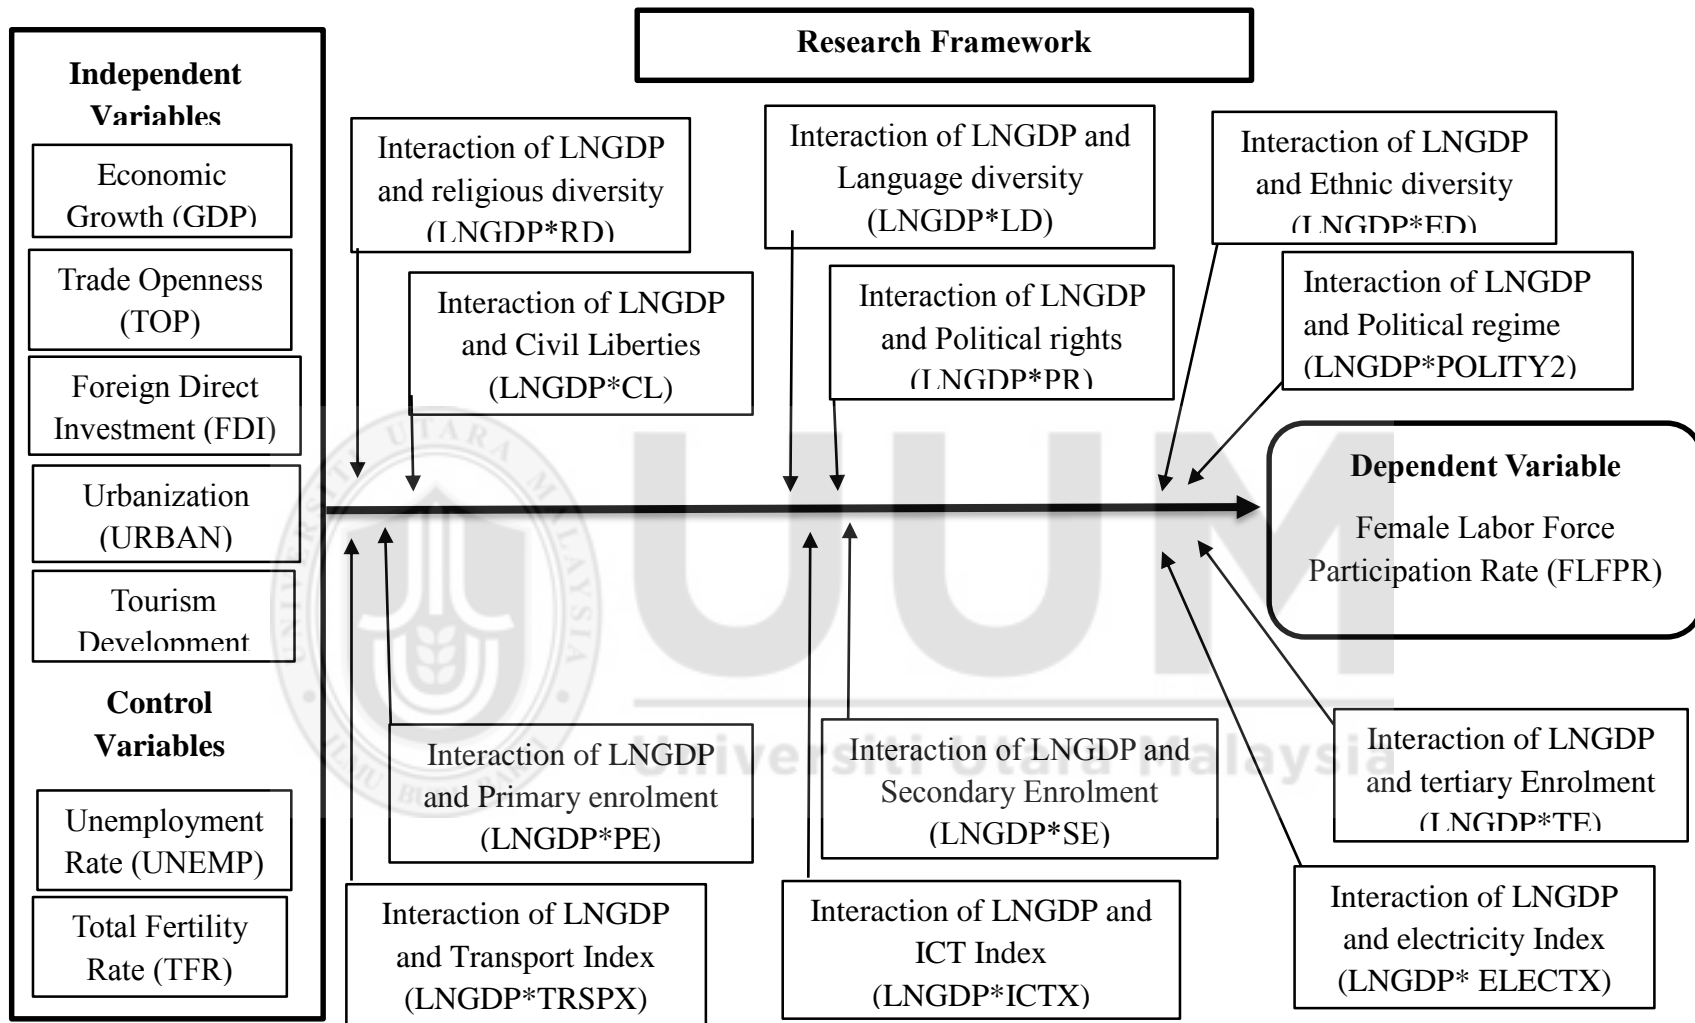 Research Framework
Independent
Variables
Economic
Growth (GDP)
Trade Openness
(TOP)
Foreign Direct
Investment (FDI)
Urbanization
(URBAN)
Tourism
Development
Control
Variables
Unemployment
Rate (UNEMP)
Total Fertility
Rate (TFR)
Interaction of LNGDP
and religious diversity
(LNGDP*RD)
Interaction of LNGDP and
Language diversity
(LNGDP*LD)
Interaction of LNGDP
and Ethnic diversity
(LNGDP*ED)
Interaction of LNGDP
and Civil Liberties
(LNGDP*CL)
Interaction of LNGDP
and Political rights
(LNGDP*PR)
Interaction of LNGDP
and Political regime
(LNGDP*POLITY2)
Dependent Variable
Female Labor Force
Participation Rate (FLFPR)
Interaction of LNGDP
and Primary enrolment
(LNGDP*PE)
Interaction of LNGDP and
Secondary Enrolment
(LNGDP*SE)
Interaction of LNGDP
and tertiary Enrolment
(LNGDP*TE)
Interaction of LNGDP
and Transport Index
(LNGDP*TRSPX)
Interaction of LNGDP and
ICT Index
(LNGDP*ICTX)
Interaction of LNGDP
and electricity Index
(LNGDP* ELECTX)
UUM
Universiti Utara Malaysia
UNIVERSITI UTARA MALAYSIA